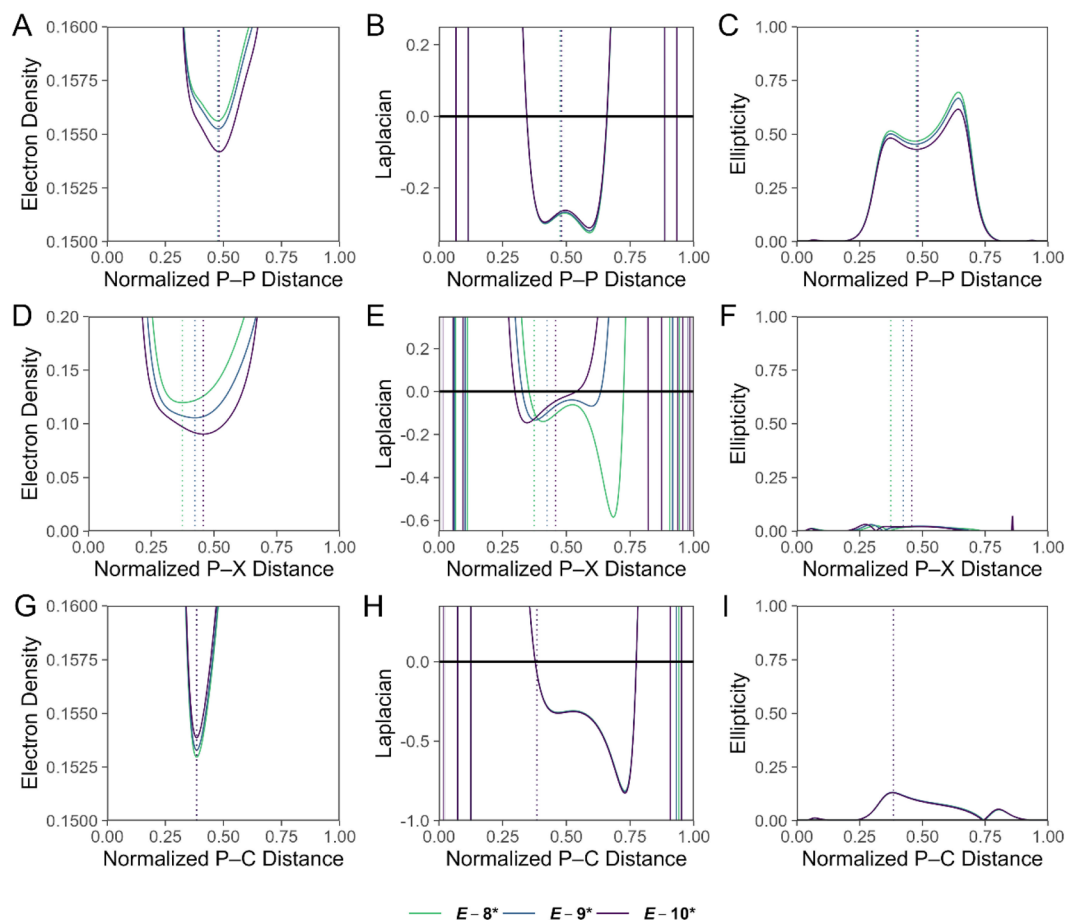 A
Electron Density
0.1600
0.1575
0.1550
0.1525
0.1500
0.00 0.25 0.50 0.75 1.00
Normalized P–P Distance
B
Laplacian
0.2
0.0
-0.2
0.00 0.25 0.50 0.75 1.00
Normalized P–P Distance
C
Ellipticity
1.00
0.75
0.50
0.25
0.00
0.00 0.25 0.50 0.75 1.00
Normalized P–P Distance
D
Electron Density
0.20
0.15
0.10
0.05
0.00
0.00 0.25 0.50 0.75 1.00
Normalized P–X Distance
E
Laplacian
0.2
0.0
-0.2
-0.4
-0.6
0.00 0.25 0.50 0.75 1.00
Normalized P–X Distance
F
Ellipticity
1.00
0.75
0.50
0.25
0.00
0.00 0.25 0.50 0.75 1.00
Normalized P–X Distance
G
Electron Density
0.1600
0.1575
0.1550
0.1525
0.1500
0.00 0.25 0.50 0.75 1.00
Normalized P–C Distance
H
Laplacian
0.0
-0.5
-1.0
0.00 0.25 0.50 0.75 1.00
Normalized P–C Distance
I
Ellipticity
1.00
0.75
0.50
0.25
0.00
0.00 0.25 0.50 0.75 1.00
Normalized P–C Distance
E – 8* E – 9* E – 10*